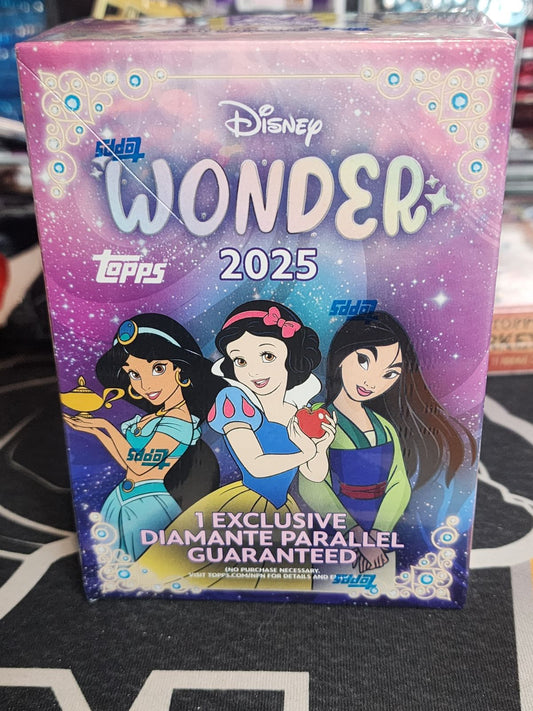 Disney
WONDER
2025
topps
topps
topps
topps
1 EXCLUSIVE
DIAMANTE PARALLEL
GUARANTEED
(NO PURCHASE NECESSARY.
VISIT TOPPS.COM/NPN FOR DETAILS AND
topps